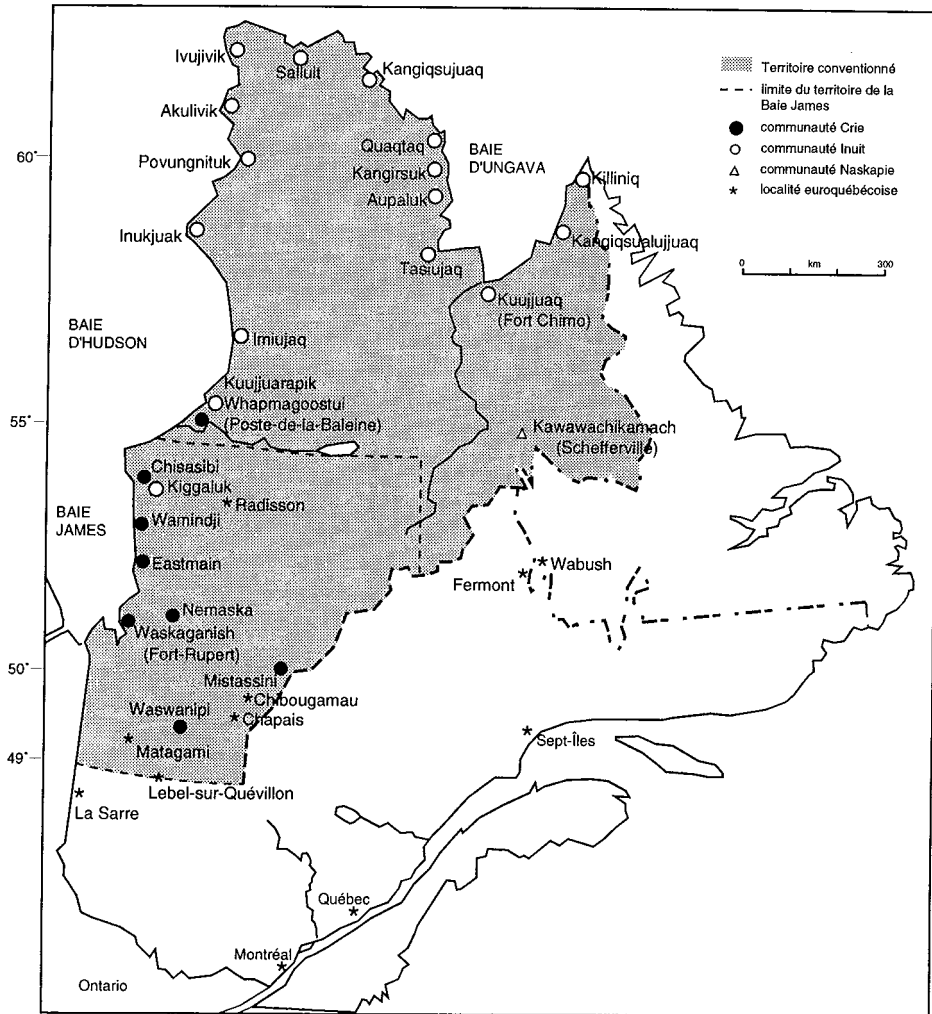 Ivujivik
Salluit
Kangiqsujuaq
Akulivik
Quaqtaq
BAIE
D'UNGAVA
60°
Povungnituk
Kangirsuk
Killiniq
Aupaluk
Inukjuak
Kangiqsualujjuaq
Tasiujaq
Kuujjuaq
(Fort Chimo)
BAIE
D'HUDSON
Imiujaq
Kuujjuarapik
Whapmagoostui
(Poste-de-la-Baleine)
55°
Kawawachikamach
(Schefferville)
Chisasibi
Kiggaluk
Radisson
BAIE
JAMES
Wamindji
Eastmain
Wabush
Fermont
Nemaska
Waskaganish
(Fort-Rupert)
50°
Mistassini
Chibougamau
Chapais
Waswanipi
Sept-Îles
Matagami
49°
Lebel-sur-Quévillon
La Sarre
Québec
Montréal
Ontario
Territoire conventionné
limite du territoire de la
Baie James
communauté Crie
communauté Inuit
communauté Naskapie
localité euroquébécoise
0 km 300